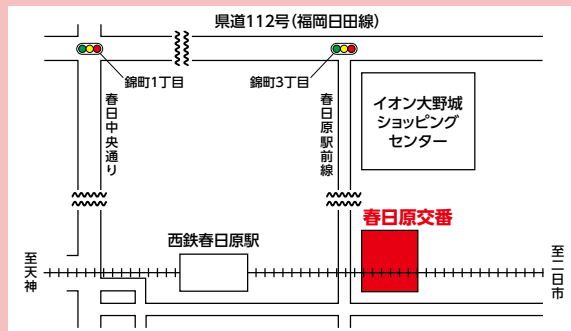 県道112号(福岡日田線)
錦町1丁目
錦町3丁目
春日中央通り
春日原駅前線
イオン大野城
ショッピング
センター
春日原交番
西鉄春日原駅
至天神
至二日市